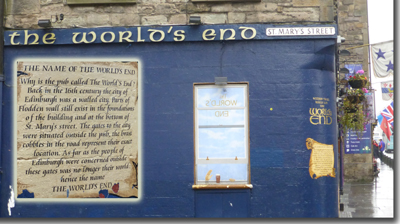 the world's end
ST MARY'S STREET
THE NAME OF THE WORLD'S END
Why is the pub called The World's End?
Back in the 16th century the city of
Edinburgh was a walled city, parts of
Flodden wall still exist in the foundation
of the building and at the bottom of
St. Mary's street. The gates to the city
were situated outside the pub, the brass
cobbles in the road represent their exact
location. As far as the people of
Edinburgh were concerned outside
these gates was no longer their world
hence the name
THE WORLD'S END
WORLD'S
END
WORLD'S
END